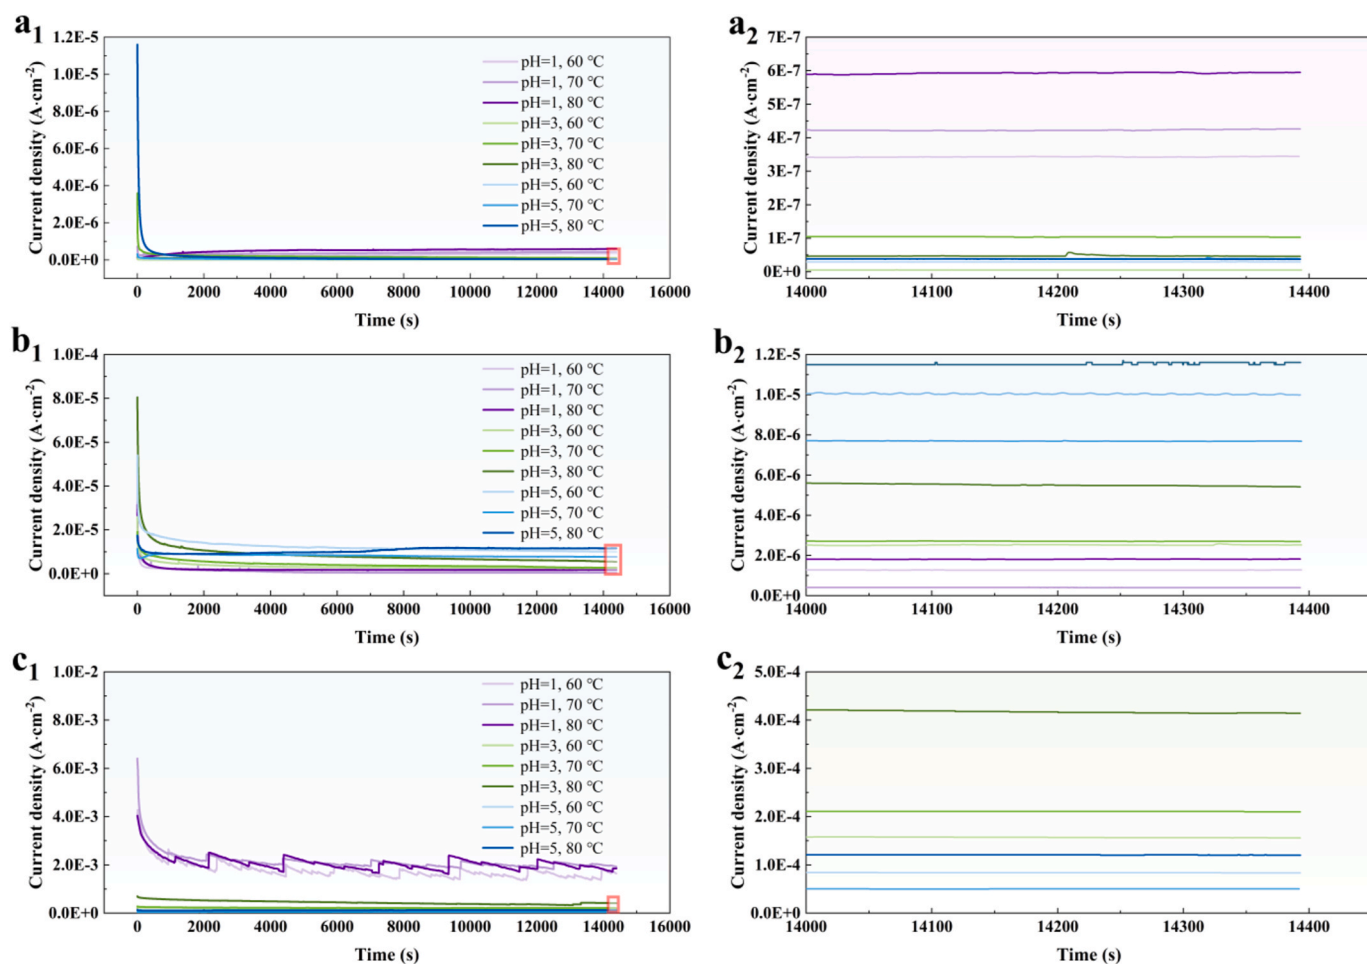 a1
Current density (A·cm-2)
1.2E-5
1.0E-5
8.0E-6
6.0E-6
4.0E-6
2.0E-6
0.0E+0
pH=1, 60 ℃
pH=1, 70 ℃
pH=1, 80 ℃
pH=3, 60 ℃
pH=3, 70 ℃
pH=3, 80 ℃
pH=5, 60 ℃
pH=5, 70 ℃
pH=5, 80 ℃
0 2000 4000 6000 8000 10000 12000 14000 16000
Time (s)
a2
Current density (A·cm-2)
7E-7
6E-7
5E-7
4E-7
3E-7
2E-7
1E-7
0E+0
14000 14100 14200 14300 14400
Time (s)
b1
Current density (A·cm-2)
1.0E-4
8.0E-5
6.0E-5
4.0E-5
2.0E-5
0.0E+0
pH=1, 60 ℃
pH=1, 70 ℃
pH=1, 80 ℃
pH=3, 60 ℃
pH=3, 70 ℃
pH=3, 80 ℃
pH=5, 60 ℃
pH=5, 70 ℃
pH=5, 80 ℃
0 2000 4000 6000 8000 10000 12000 14000 16000
Time (s)
b2
Current density (A·cm-2)
1.2E-5
1.0E-5
8.0E-6
6.0E-6
4.0E-6
2.0E-6
0.0E+0
14000 14100 14200 14300 14400
Time (s)
c1
Current density (A·cm-2)
1.0E-2
8.0E-3
6.0E-3
4.0E-3
2.0E-3
0.0E+0
pH=1, 60 ℃
pH=1, 70 ℃
pH=1, 80 ℃
pH=3, 60 ℃
pH=3, 70 ℃
pH=3, 80 ℃
pH=5, 60 ℃
pH=5, 70 ℃
pH=5, 80 ℃
0 2000 4000 6000 8000 10000 12000 14000 16000
Time (s)
c2
Current density (A·cm-2)
5.0E-4
4.0E-4
3.0E-4
2.0E-4
1.0E-4
0.0E+0
14000 14100 14200 14300 14400
Time (s)